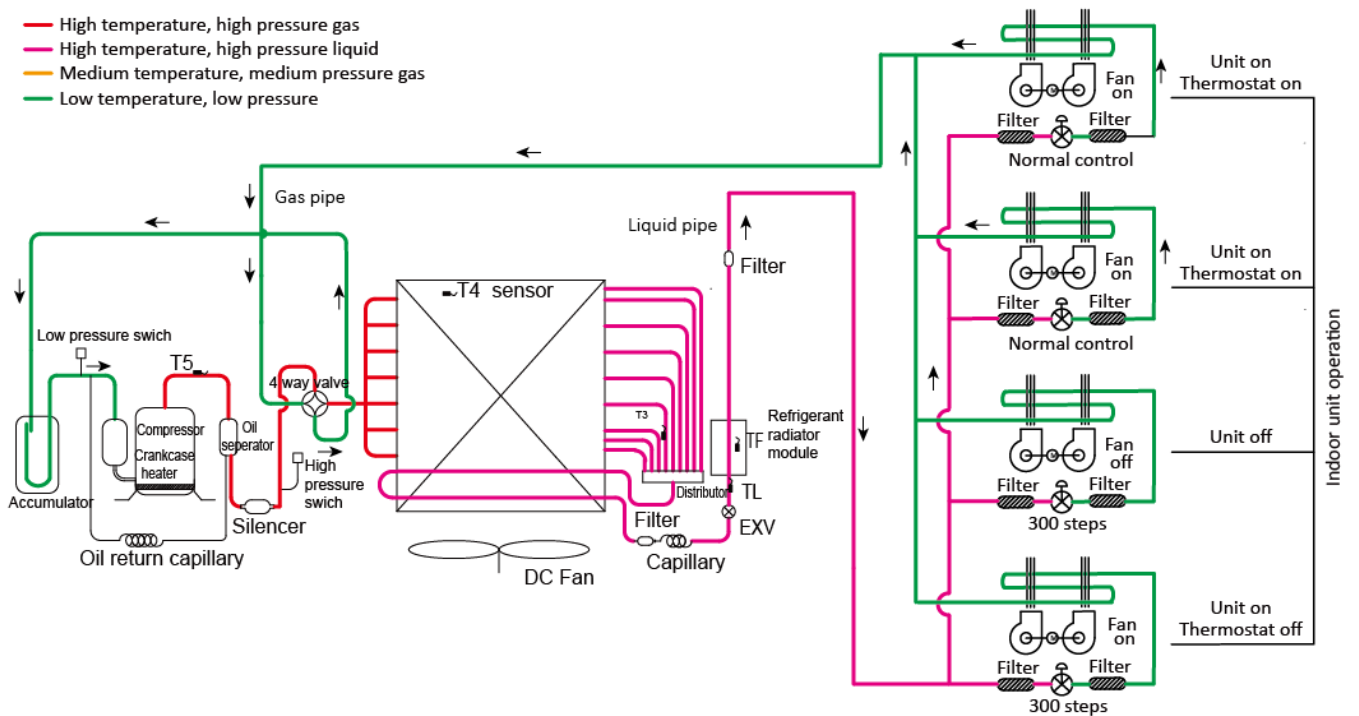 High temperature, high pressure gas
High temperature, high pressure liquid
Medium temperature, medium pressure gas
Low temperature, low pressure
Gas pipe
Liquid pipe
Filter
T4 sensor
Low pressure swich
T5
4 way valve
Compressor
Crankcase
heater
Oil
seperator
High
pressure
swich
Accumulator
Silencer
Oil return capillary
T3
Distributor
Refrigerant
radiator
module
TF
TL
EXV
Filter
Capillary
DC Fan
Fan
on
Filter
Filter
Normal control
Unit on
Thermostat on
Fan
on
Filter
Filter
Normal control
Unit on
Thermostat on
Fan
off
Filter
Filter
300 steps
Unit off
Fan
on
Filter
Filter
300 steps
Unit on
Thermostat off
Indoor unit operation